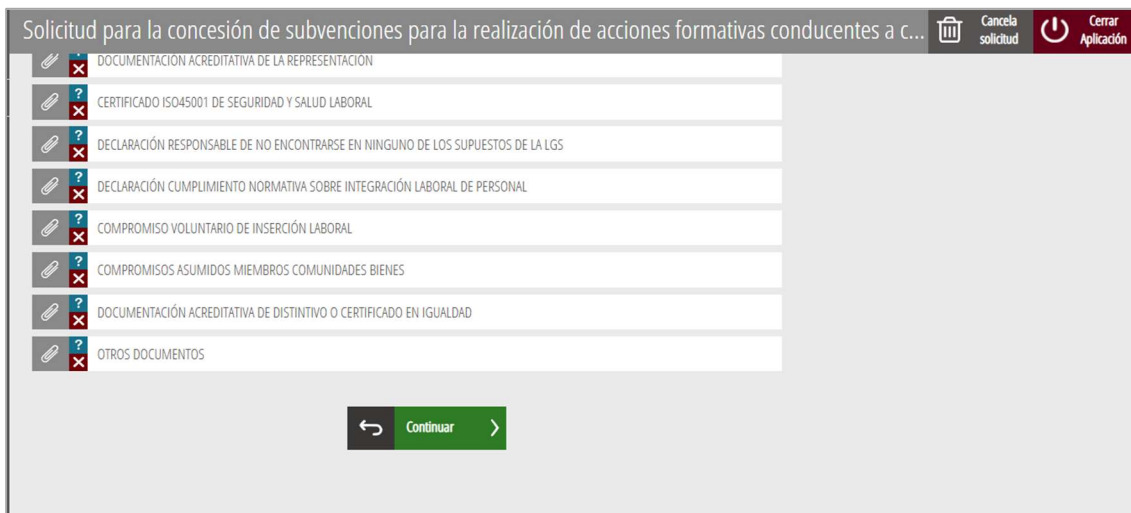 Solicitud para la concesión de subvenciones para la realización de acciones formativas conducentes a c...
Cancela
solicitud
Cerrar
Aplicación
DOCUMENTACIÓN ACREDITATIVA DE LA REPRESENTACIÓN
? CERTIFICADO ISO45001 DE SEGURIDAD Y SALUD LABORAL
? DECLARACIÓN RESPONSABLE DE NO ENCONTRARSE EN NINGUNO DE LOS SUPUESTOS DE LA LGS
? DECLARACIÓN CUMPLIMIENTO NORMATIVA SOBRE INTEGRACIÓN LABORAL DE PERSONAL
? COMPROMISO VOLUNTARIO DE INSERCIÓN LABORAL
? COMPROMISOS ASUMIDOS MIEMBROS COMUNIDADES BIENES
? DOCUMENTACIÓN ACREDITATIVA DE DISTINTIVO O CERTIFICADO EN IGUALDAD
? OTROS DOCUMENTOS
Continuar